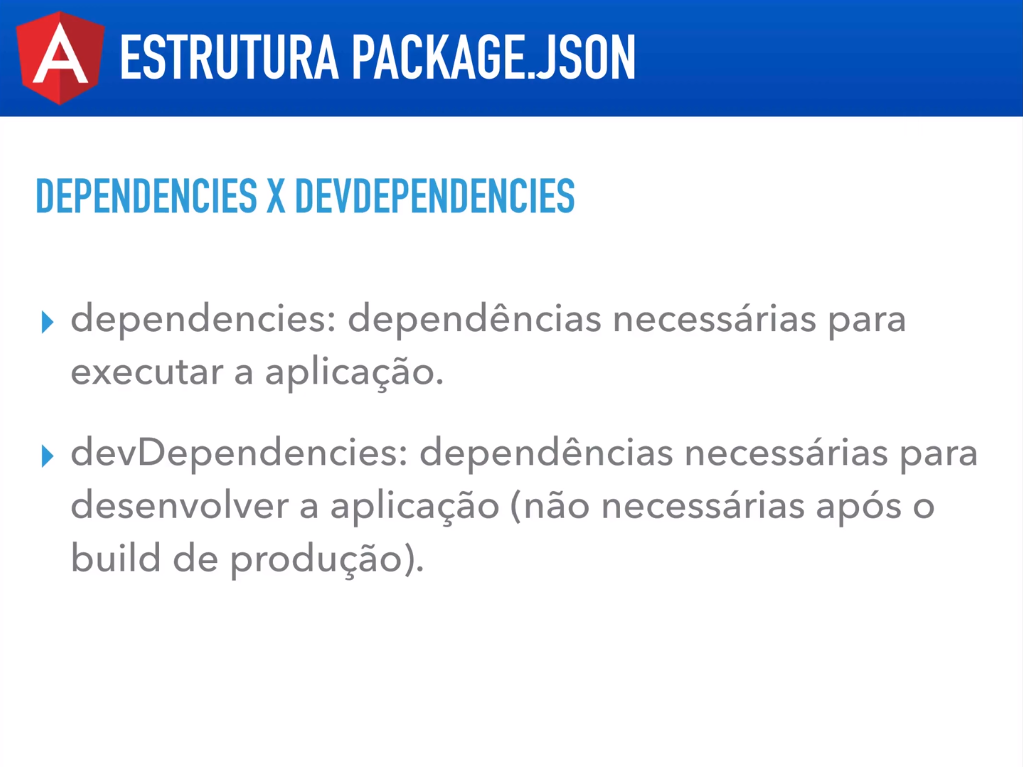 ESTRUTURA PACKAGE.JSON
DEPENDENCIES X DEVDEPENDENCIES
dependencies: dependências necessárias para
executar a aplicação.
devDependencies: dependências necessárias para
desenvolver a aplicação (não necessárias após o
build de produção).